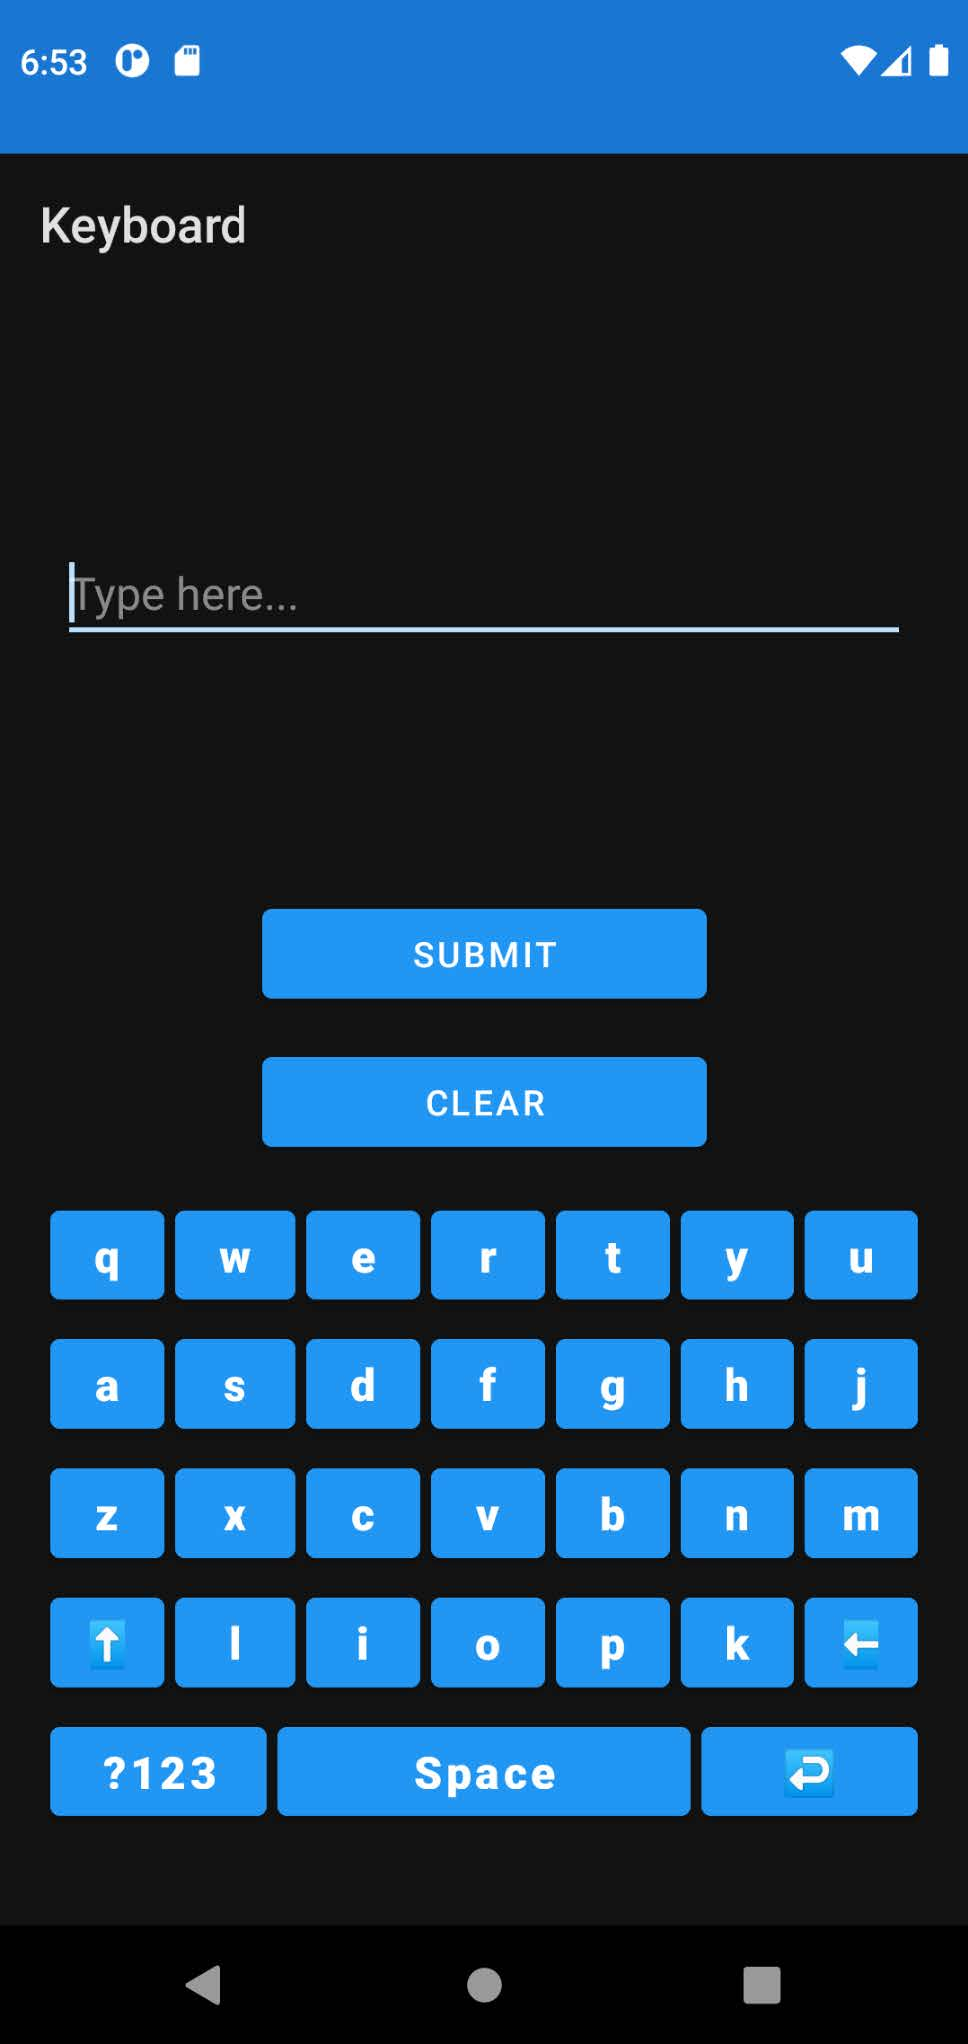 6:53
Keyboard
Type here...
SUBMIT
CLEAR
q w e r t y u
a s d f g h j
z x c v b n m
l i o p k
?123 Space